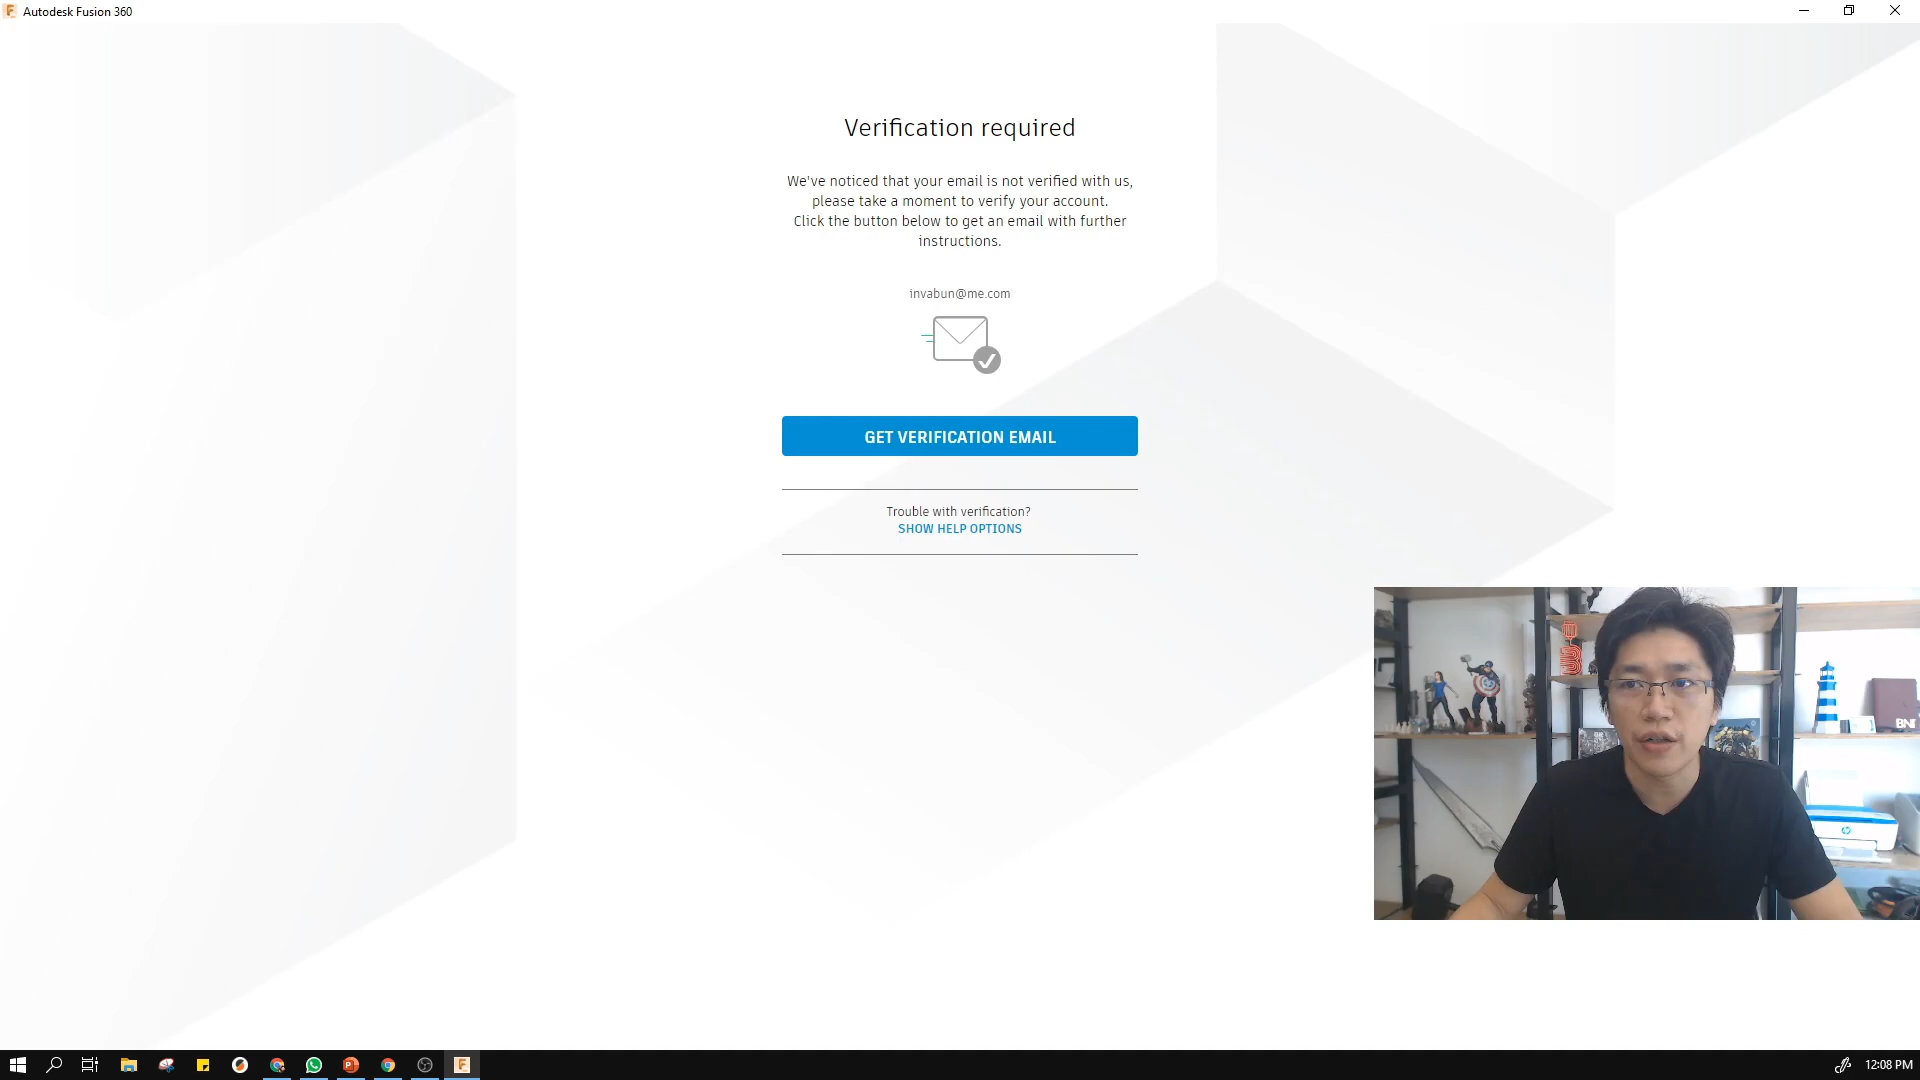 Autodesk Fusion 360
Verification required
We've noticed that your email is not verified with us,
please take a moment to verify your account.
Click the button below to get an email with further
instructions.
invabun@me.com
GET VERIFICATION EMAIL
Trouble with verification?
SHOW HELP OPTIONS
BNI
hp
12:08 PM